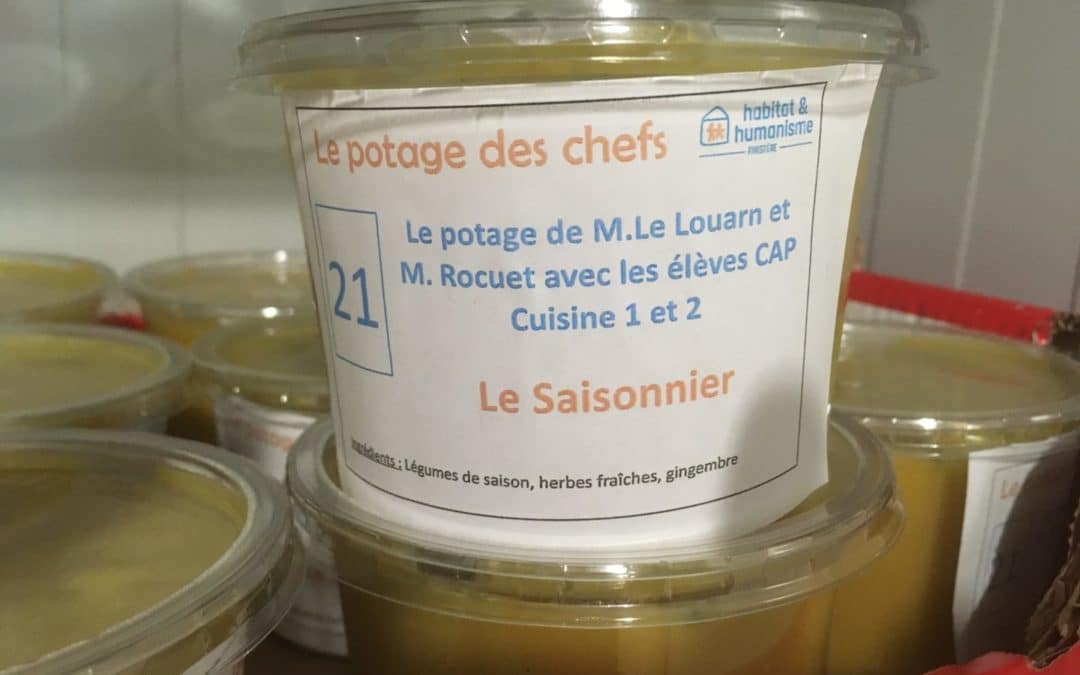 Le potage des chefs
habitat &
humanisme
FINISTÈRE
21
Le potage de M.Le Louarn et
M. Rocuet avec les élèves CAP
Cuisine 1 et 2
Le Saisonnier
Ingrédients : Légumes de saison, herbes fraîches, gingembre
Le